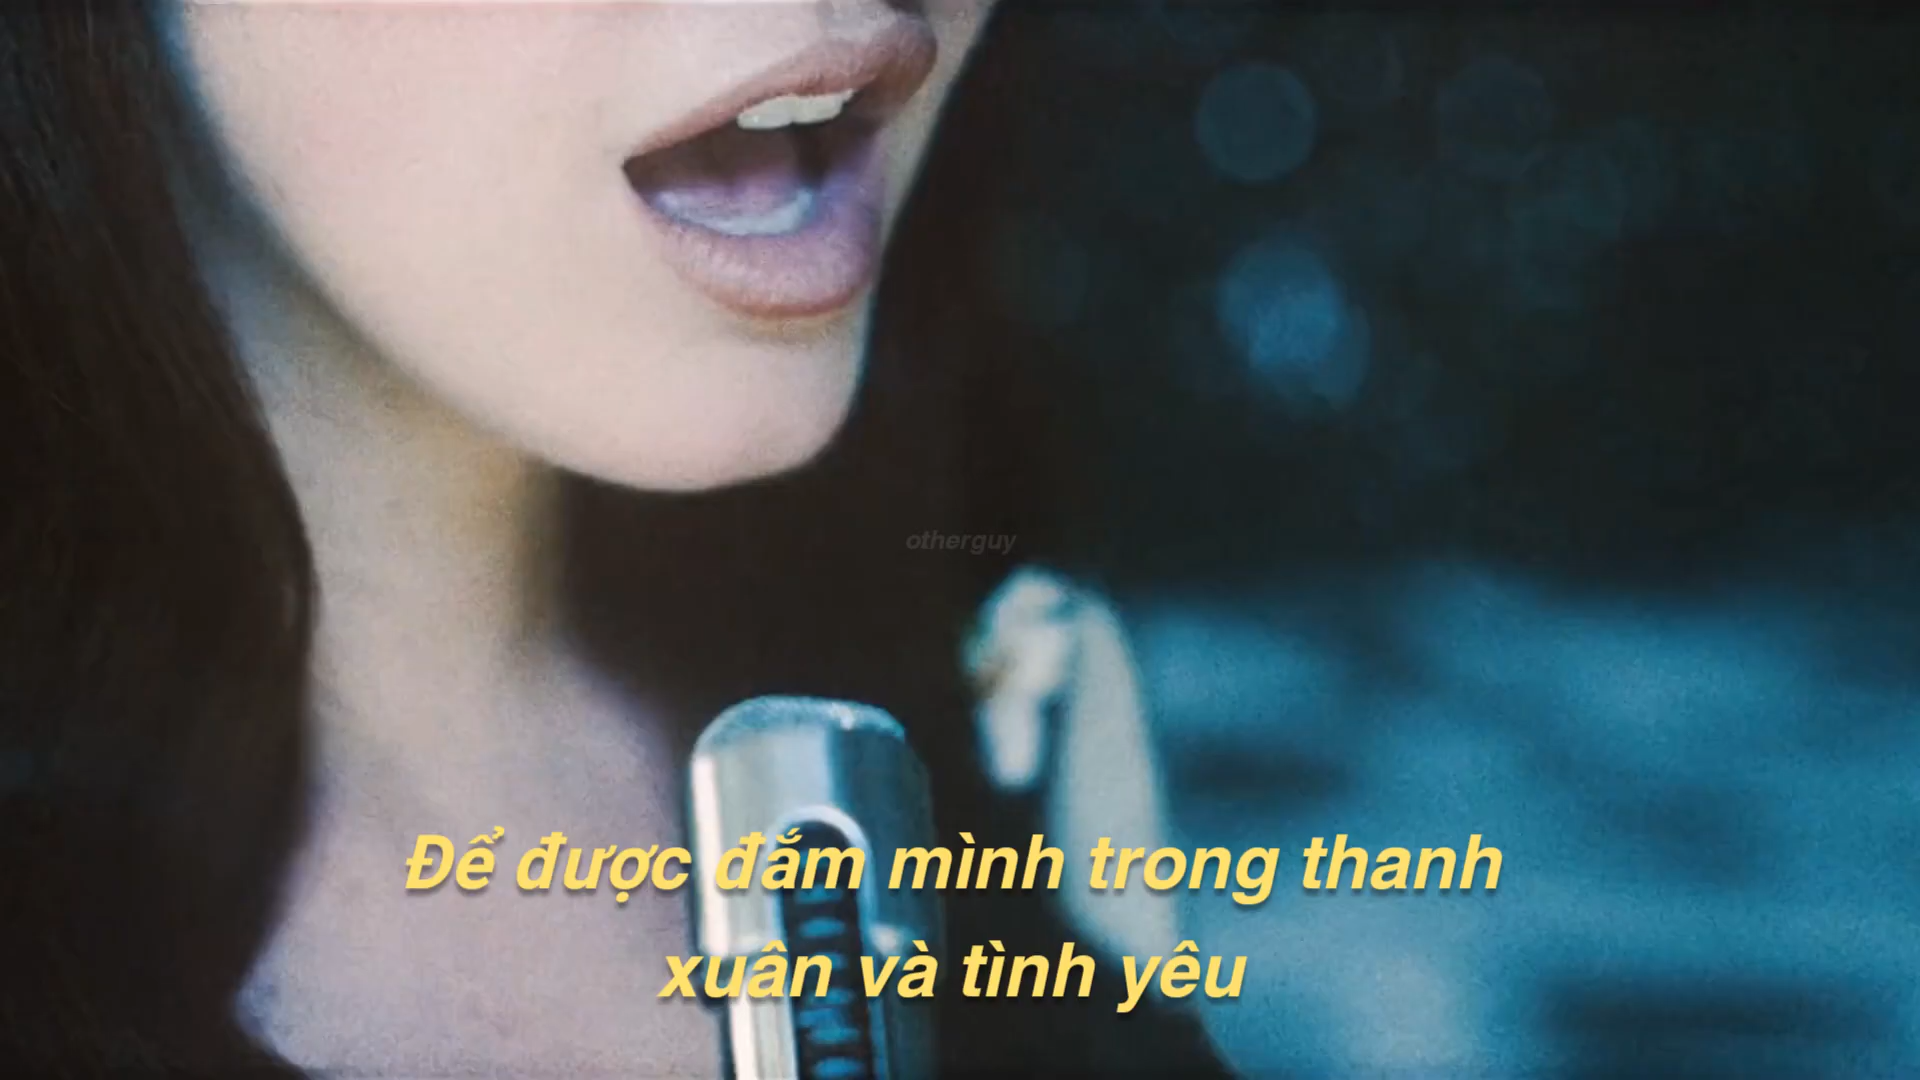 otherguy
Để được đắm mình trong thanh
xuân và tình yêu